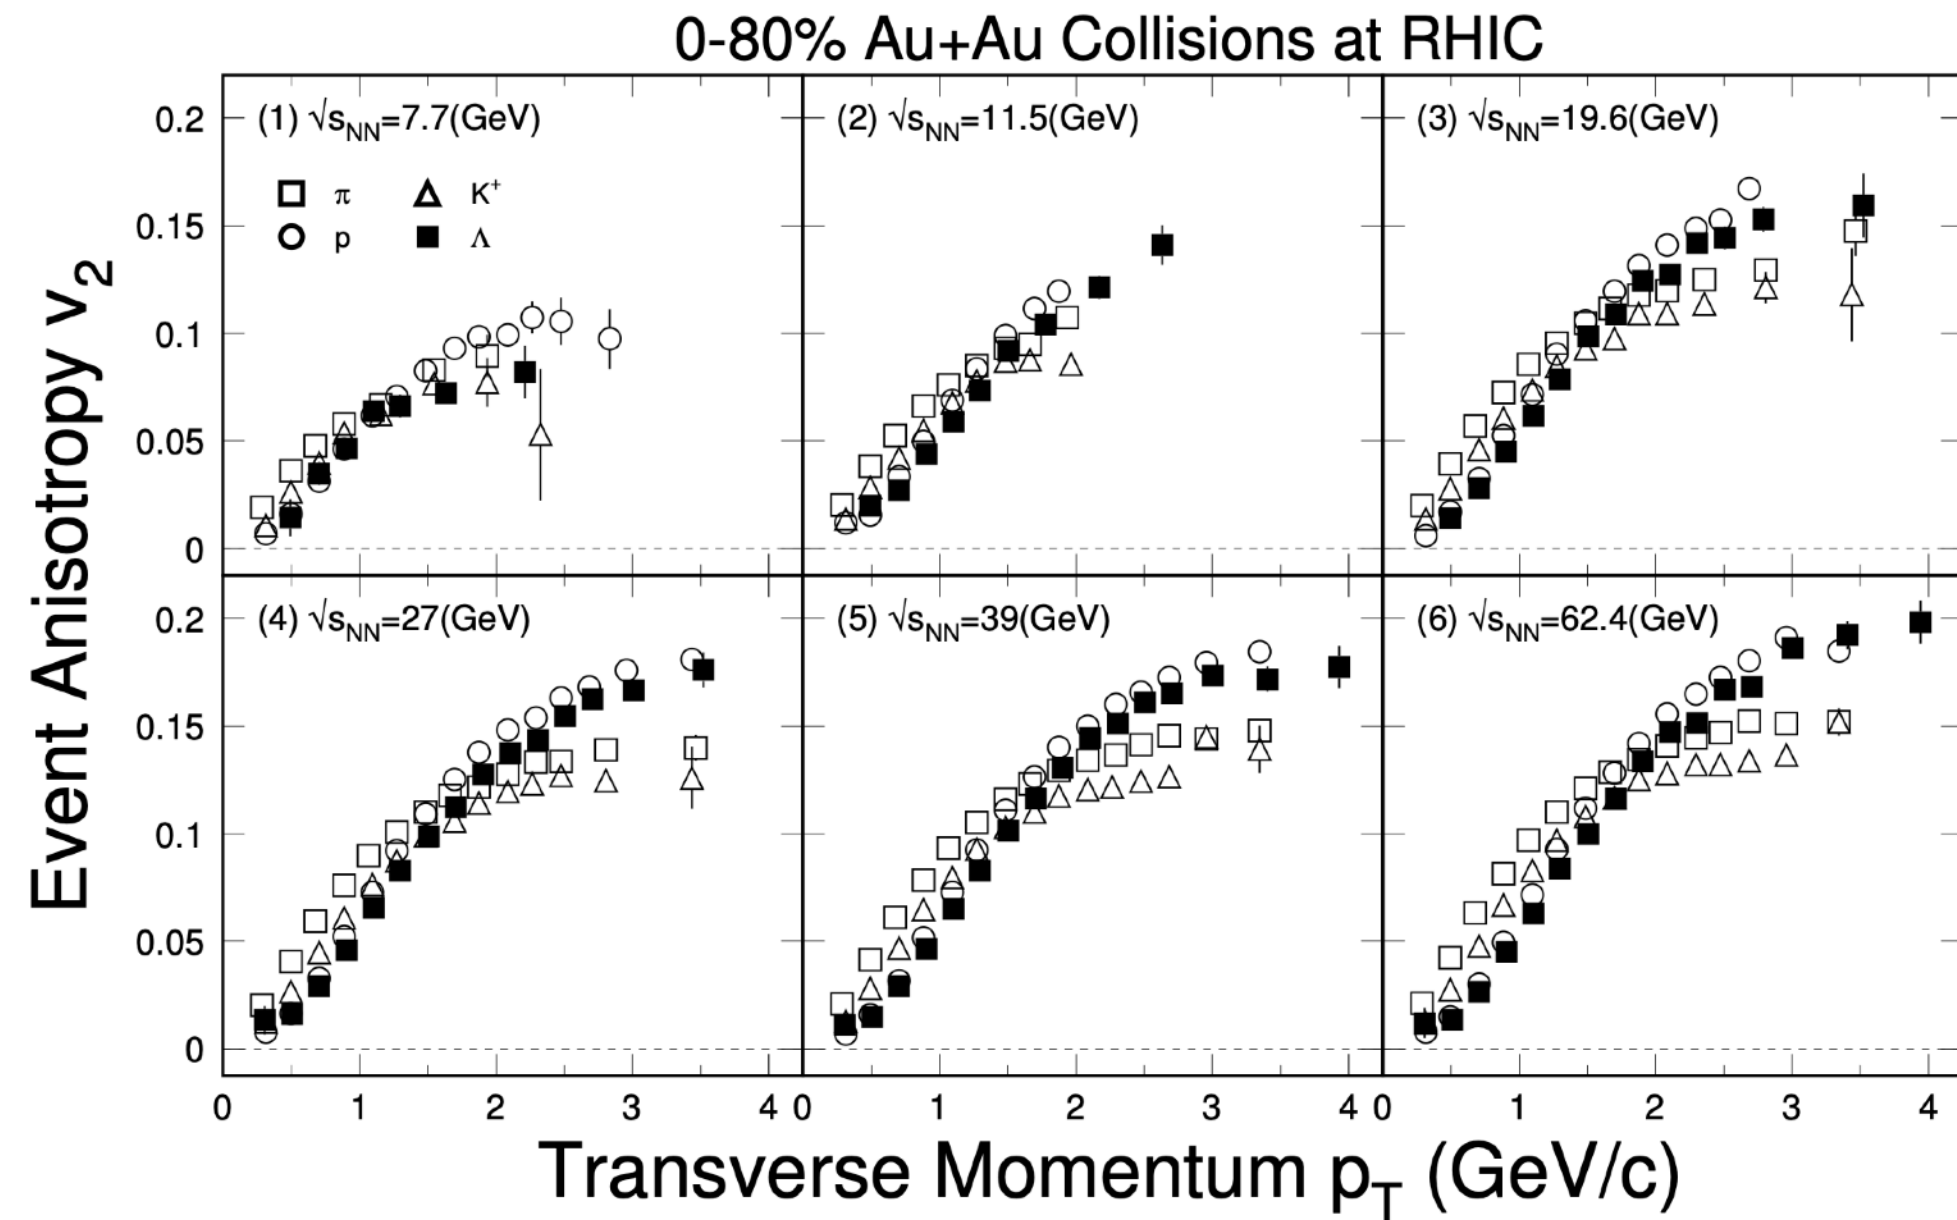 0-80% Au+Au Collisions at RHIC
Event Anisotropy v₂
(1) √sNN=7.7(GeV)
π K⁺
p Λ
(2) √sNN=11.5(GeV)
(3) √sNN=19.6(GeV)
0.2
0.15
0.1
0.05
0
(4) √sNN=27(GeV)
(5) √sNN=39(GeV)
(6) √sNN=62.4(GeV)
0.2
0.15
0.1
0.05
0
0 1 2 3 4 0 1 2 3 4 0 1 2 3 4
Transverse Momentum pT (GeV/c)